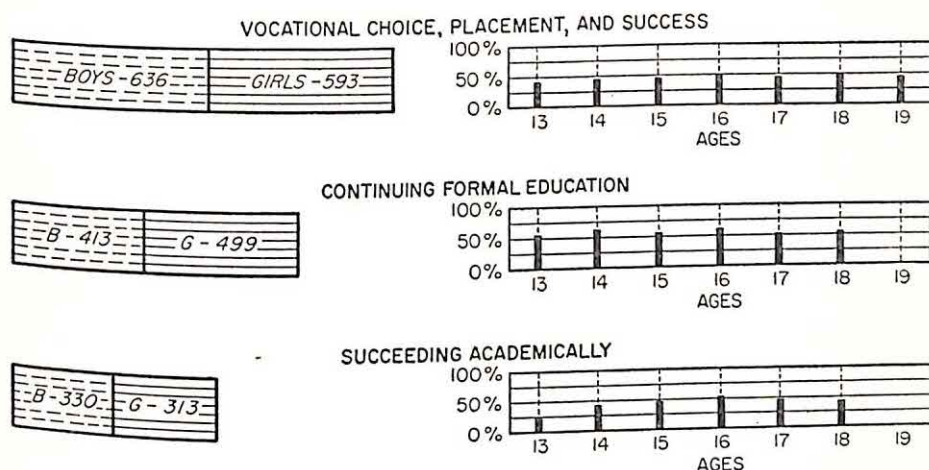 VOCATIONAL CHOICE, PLACEMENT, AND SUCCESS
BOYS-636 GIRLS-593
100%
50%
0%
13 14 15 16 17 18 19
AGES
CONTINUING FORMAL EDUCATION
B-413 G-499
100%
50%
0%
13 14 15 16 17 18 19
AGES
SUCCEEDING ACADEMICALLY
B-330 G-313
100%
50%
0%
13 14 15 16 17 18 19
AGES